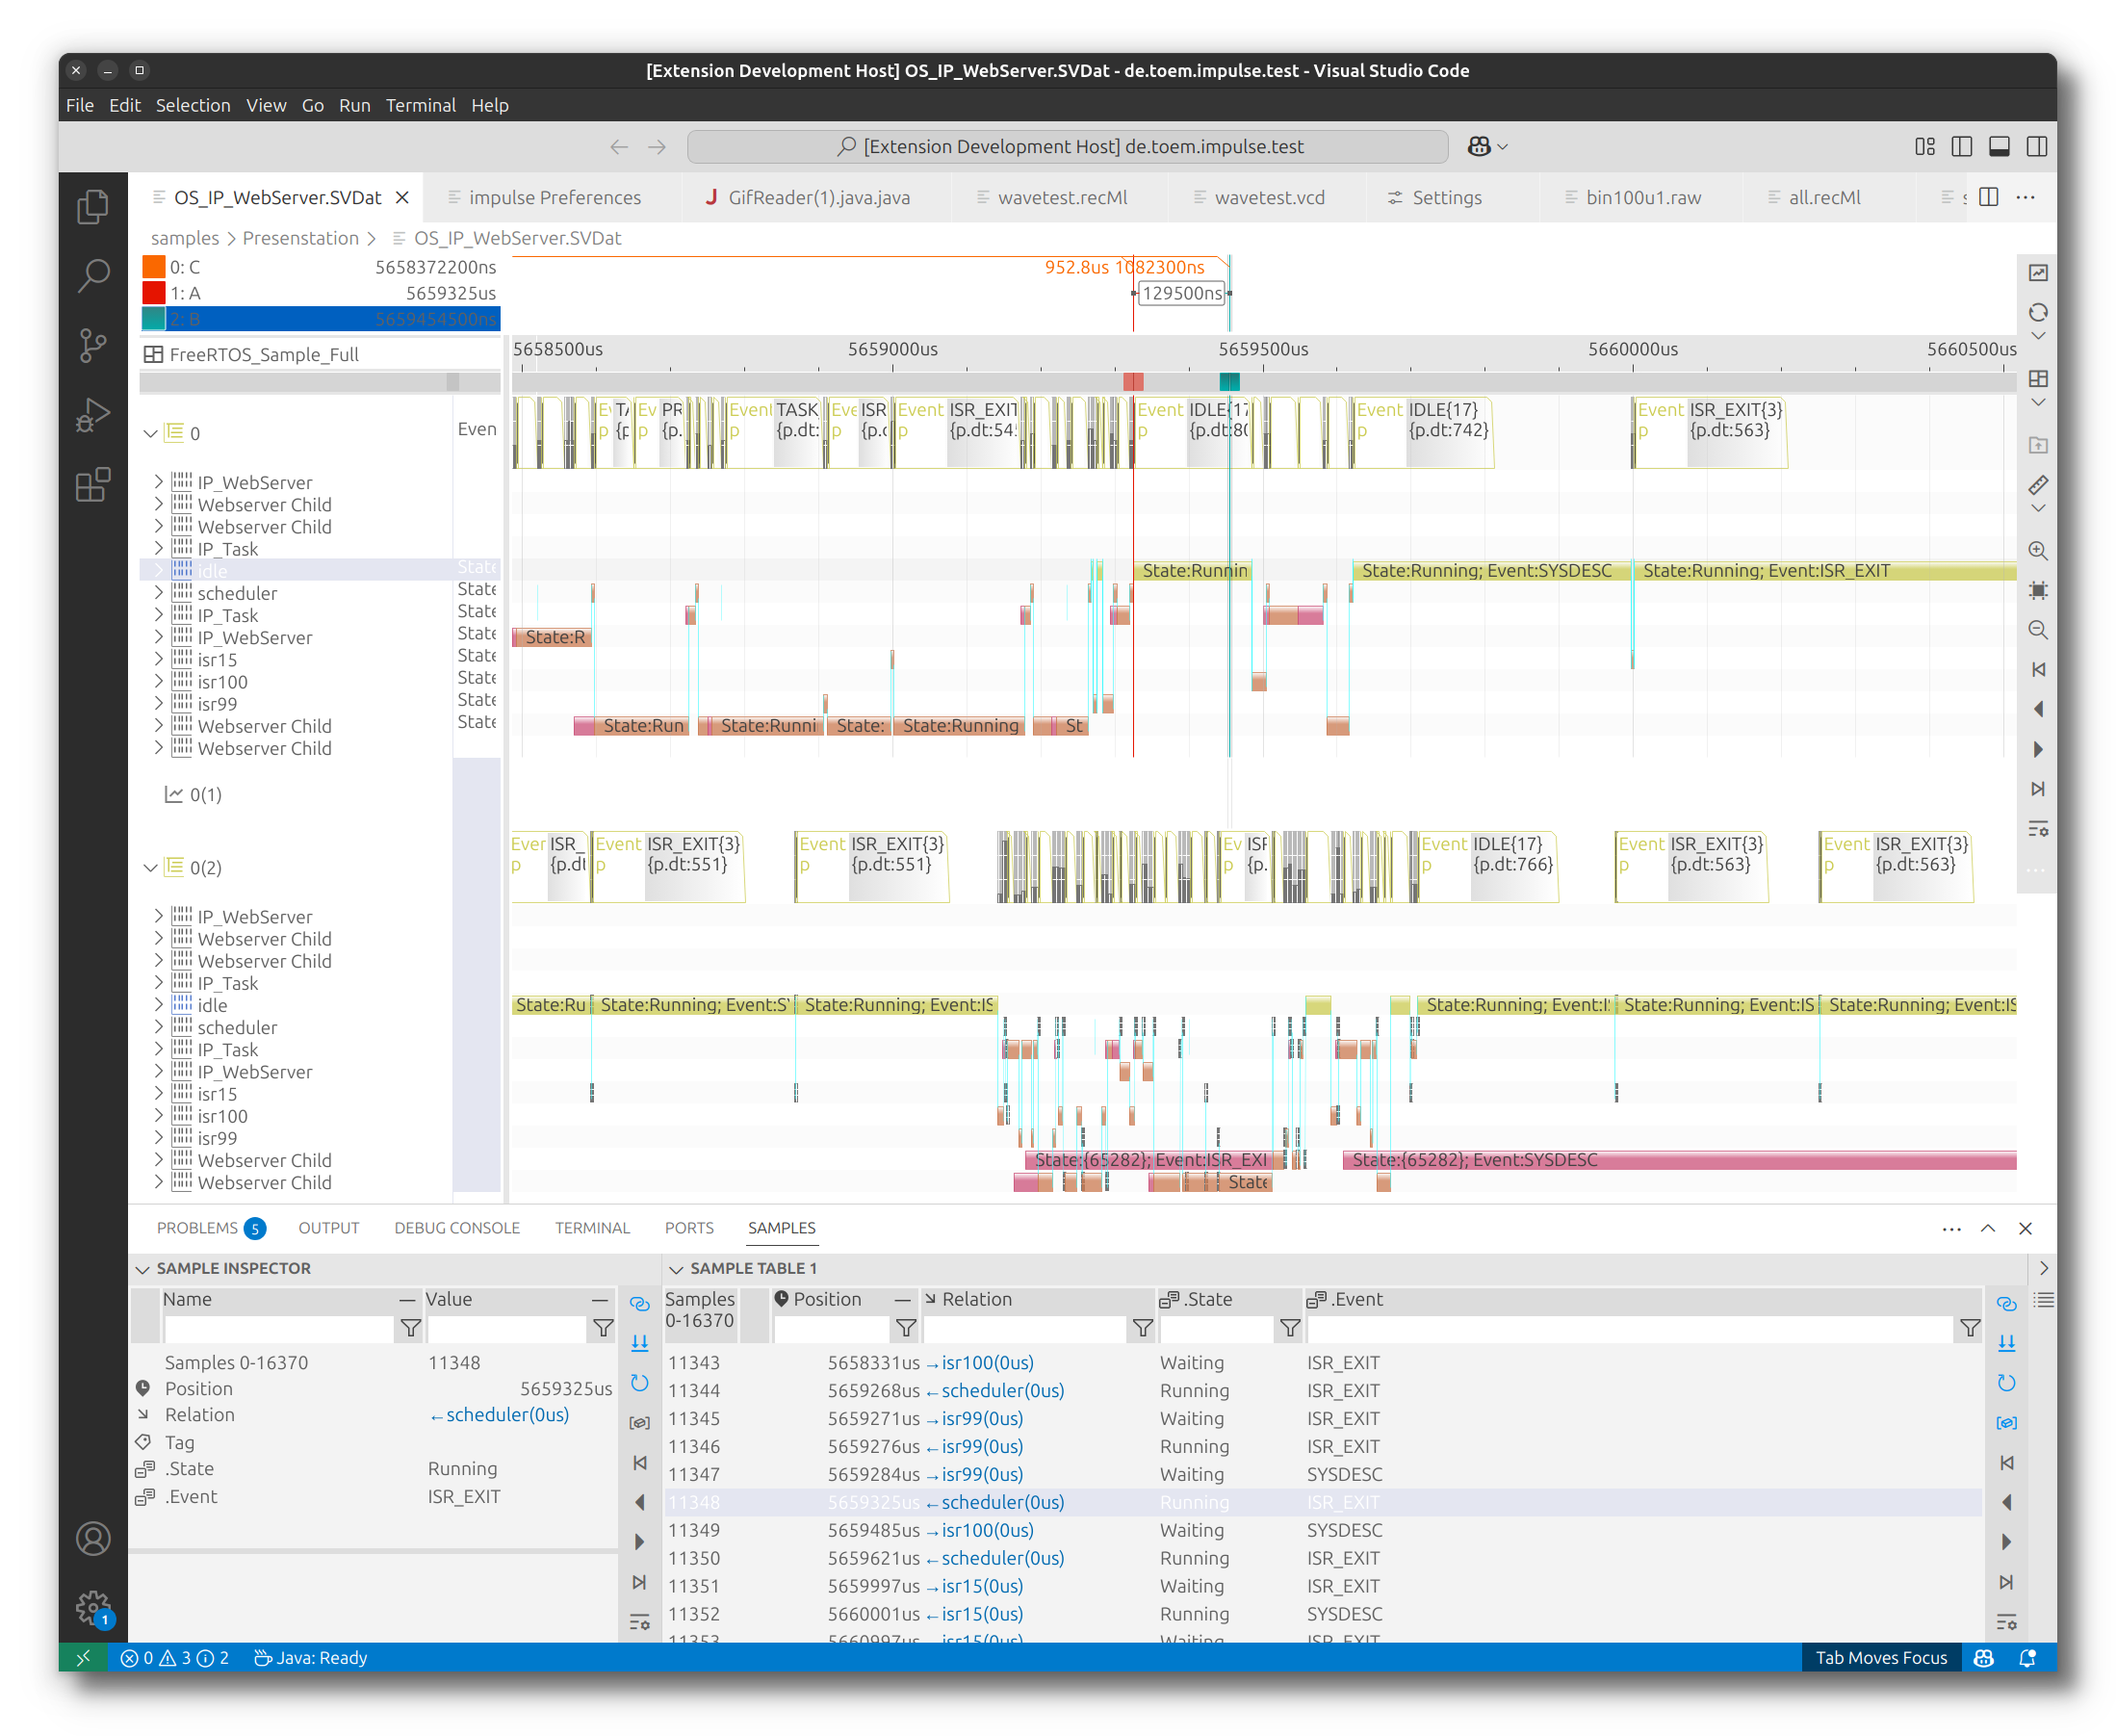 [Extension Development Host] OS_IP_WebServer.SVDat - de.toem.impulse.test - Visual Studio Code
File Edit Selection View Go Run Terminal Help
[Extension Development Host] de.toem.impulse.test
OS_IP_WebServer.SVDat impulse Preferences GifReader(1).java.java wavetest.recMl wavetest.vcd Settings bin100u1.raw all.recMl
samples Presenstation OS_IP_WebServer.SVDat
0: C 5658372200ns 952.8us 1082300ns
1: A 5659325us 129500ns
2: B 5659454500ns
FreeRTOS_Sample_Full 5658500us 5659000us 5659500us 5660000us 5660500us
0 Even
Event TASK ISR Event ISR_EXIT Event IDLE{17 Event IDLE{17} Event ISR_EXIT{3}
p {p.dt: p {p.dt:54 p p {p.dt:742} p {p.dt:563}
IP_WebServer
Webserver Child
Webserver Child
IP_Task
idle State State:Runnin State:Running; Event:SYSDESC State:Running; Event:ISR_EXIT
scheduler State
IP_Task State
IP_WebServer State State:R
isr15 State
isr100 State
isr99 State
Webserver Child State State:Run State:Runni State: State:Running St
Webserver Child
0(1)
0(2)
Event ISR_EXIT{3} Event ISR_EXIT{3} Event IDLE{17} Event ISR_EXIT{3} Event ISR_EXIT{3}
p {p.dt:551} p {p.dt:551} p {p.dt:766} p {p.dt:563} p {p.dt:563}
IP_WebServer
Webserver Child
Webserver Child
IP_Task
idle State:Ru State:Running; Event:S State:Running; Event:IS State:Running; Event:I State:Running; Event:IS State:Running; Event:IS
scheduler
IP_Task
IP_WebServer
isr15
isr100
isr99
Webserver Child State:{65282}; Event:ISR_EXI State:{65282}; Event:SYSDESC
Webserver Child State
PROBLEMS 5 OUTPUT DEBUG CONSOLE TERMINAL PORTS SAMPLES
SAMPLE INSPECTOR
Name Value
Samples 0-16370 11348
Position 5659325us
Relation ←scheduler(0us)
Tag
.State Running
.Event ISR_EXIT
SAMPLE TABLE 1
Samples 0-16370 Position Relation .State .Event
11343 5658331us →isr100(0us) Waiting ISR_EXIT
11344 5659268us ←scheduler(0us) Running ISR_EXIT
11345 5659271us →isr99(0us) Waiting ISR_EXIT
11346 5659276us ←isr99(0us) Running ISR_EXIT
11347 5659284us →isr99(0us) Waiting SYSDESC
11348 5659325us ←scheduler(0us) Running ISR_EXIT
11349 5659485us →isr100(0us) Waiting SYSDESC
11350 5659621us ←scheduler(0us) Running ISR_EXIT
11351 5659997us →isr15(0us) Waiting ISR_EXIT
11352 5660001us ←isr15(0us) Running SYSDESC
11353 5660997us →isr15(0us) Waiting ISR_EXIT
1
0 3 2 Java: Ready Tab Moves Focus